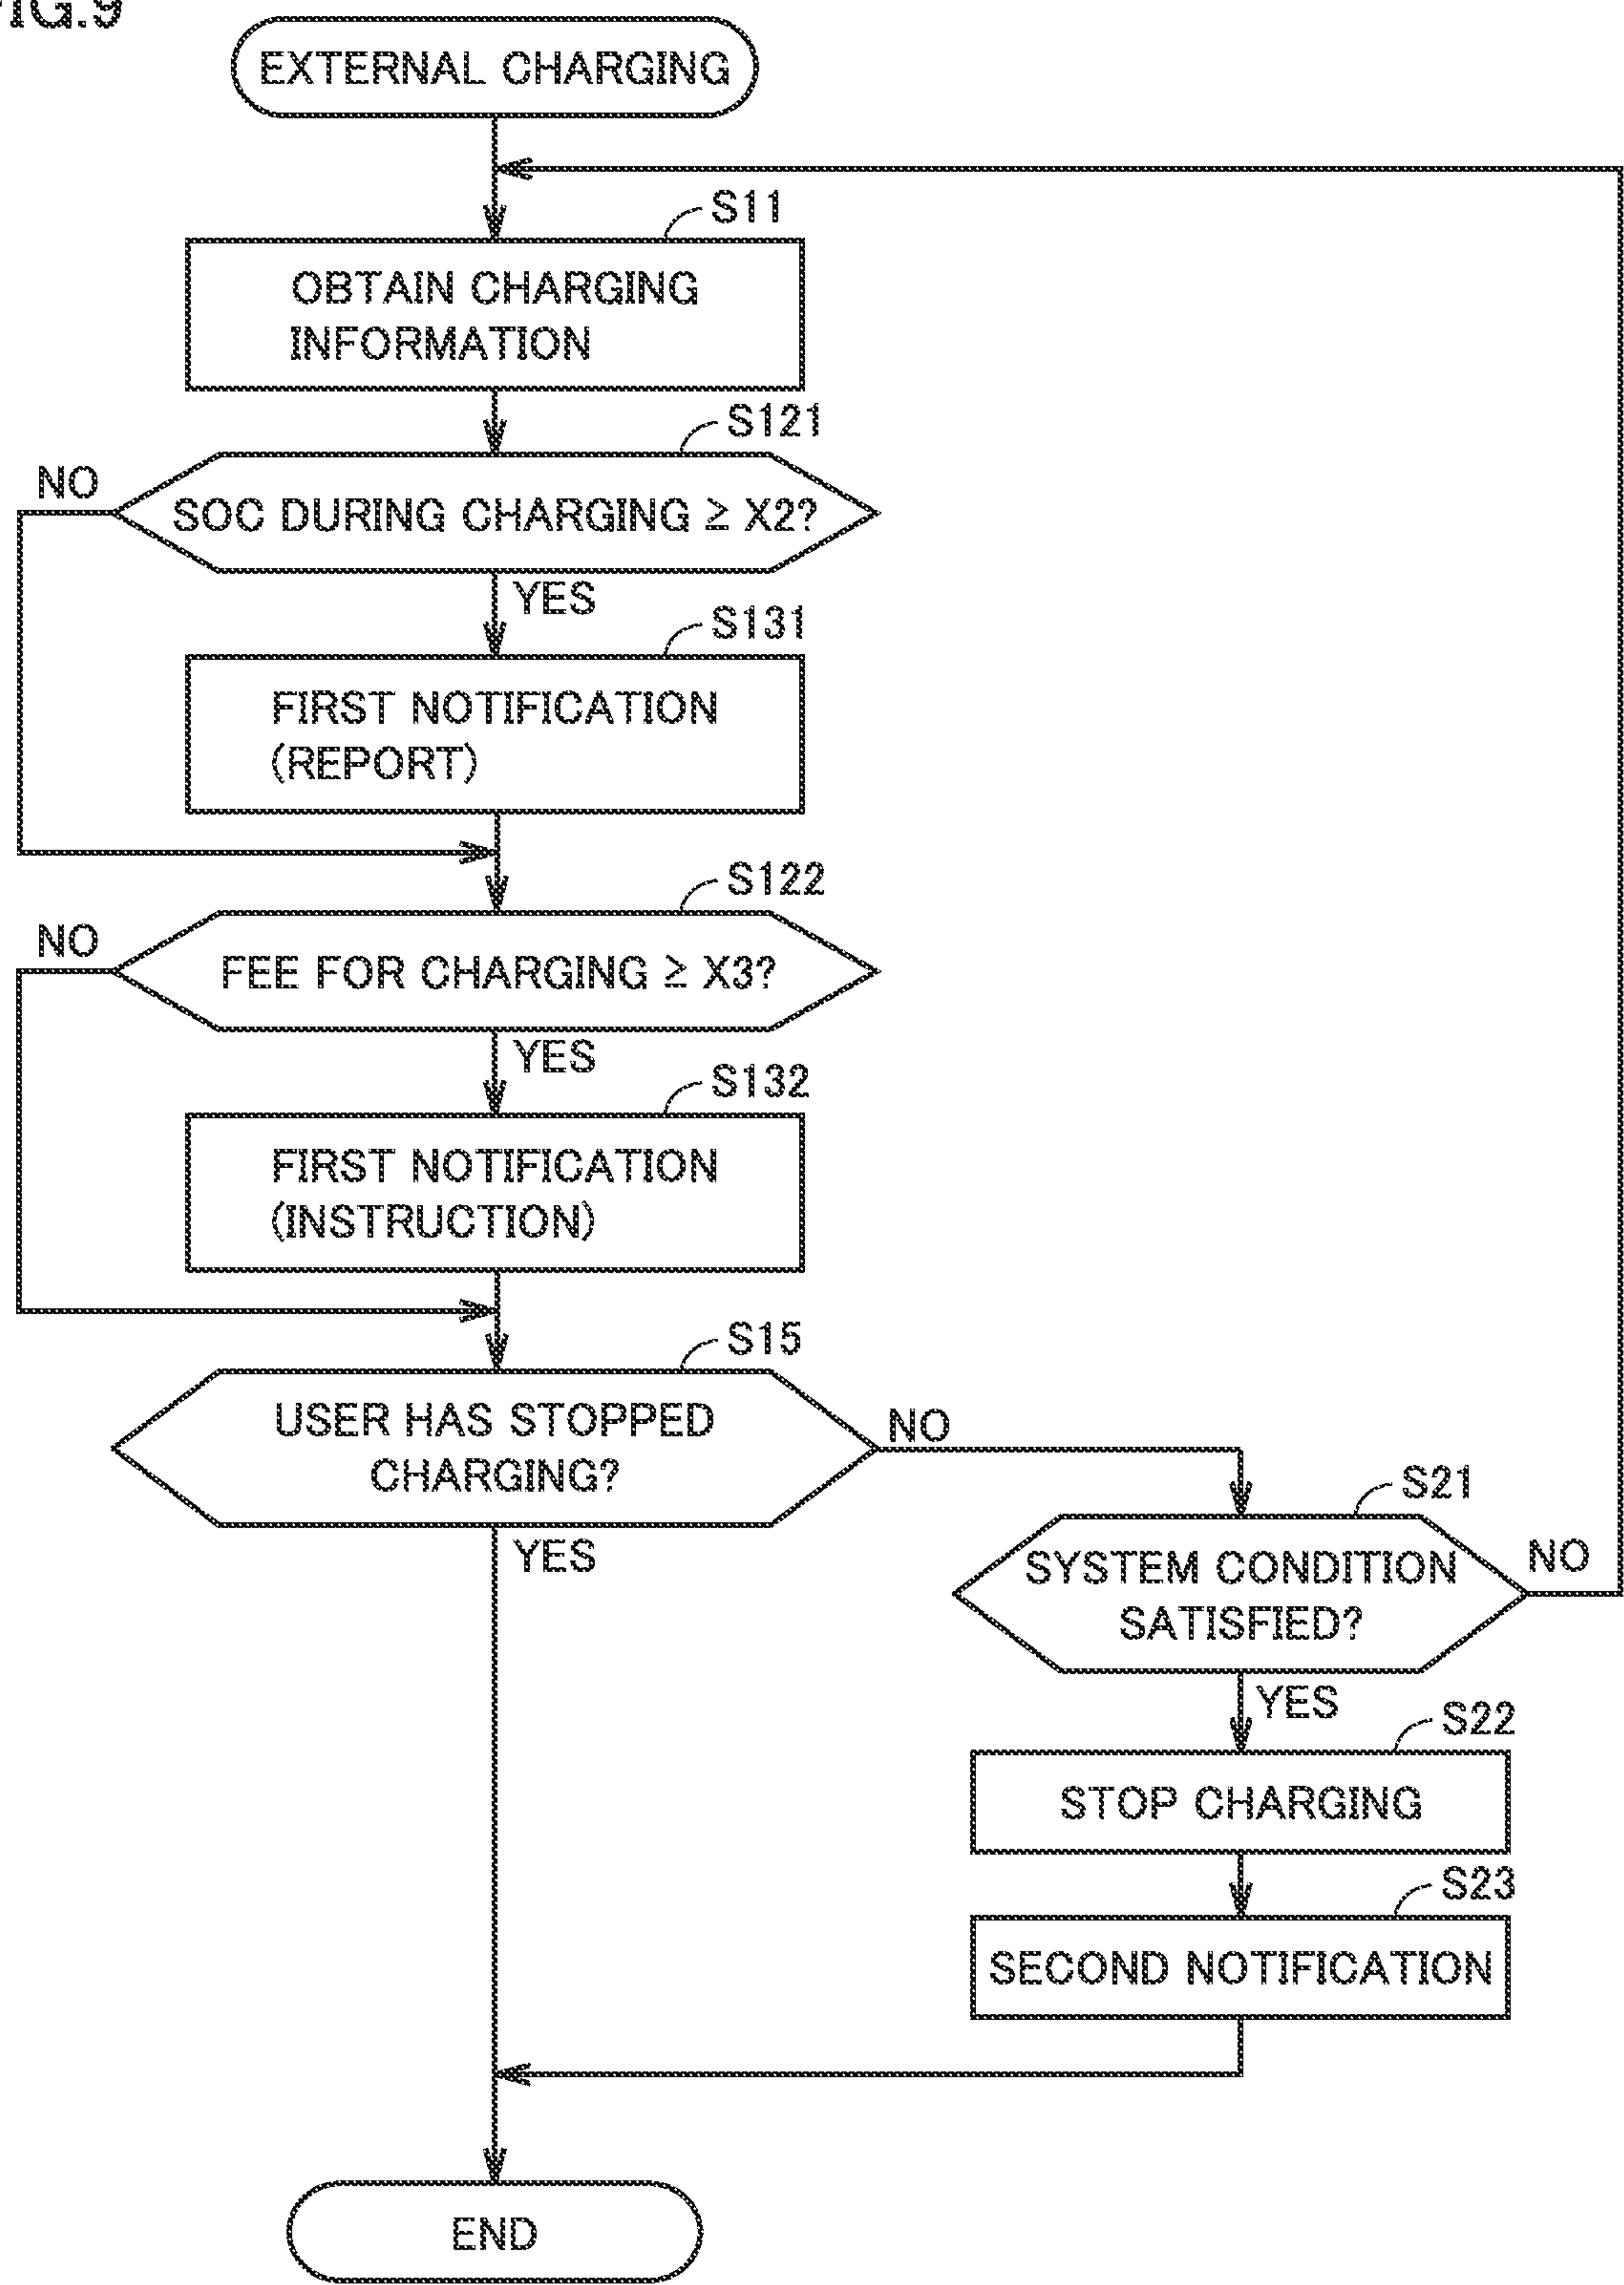 FIG.9
EXTERNAL CHARGING
S11
OBTAIN CHARGING
INFORMATION
S121
NO
SOC DURING CHARGING ≧ X2?
YES
S131
FIRST NOTIFICATION
(REPORT)
S122
NO
FEE FOR CHARGING ≧ X3?
YES
S132
FIRST NOTIFICATION
(INSTRUCTION)
S15
USER HAS STOPPED
CHARGING?
NO
YES
S21
SYSTEM CONDITION
SATISFIED?
NO
YES
S22
STOP CHARGING
S23
SECOND NOTIFICATION
END